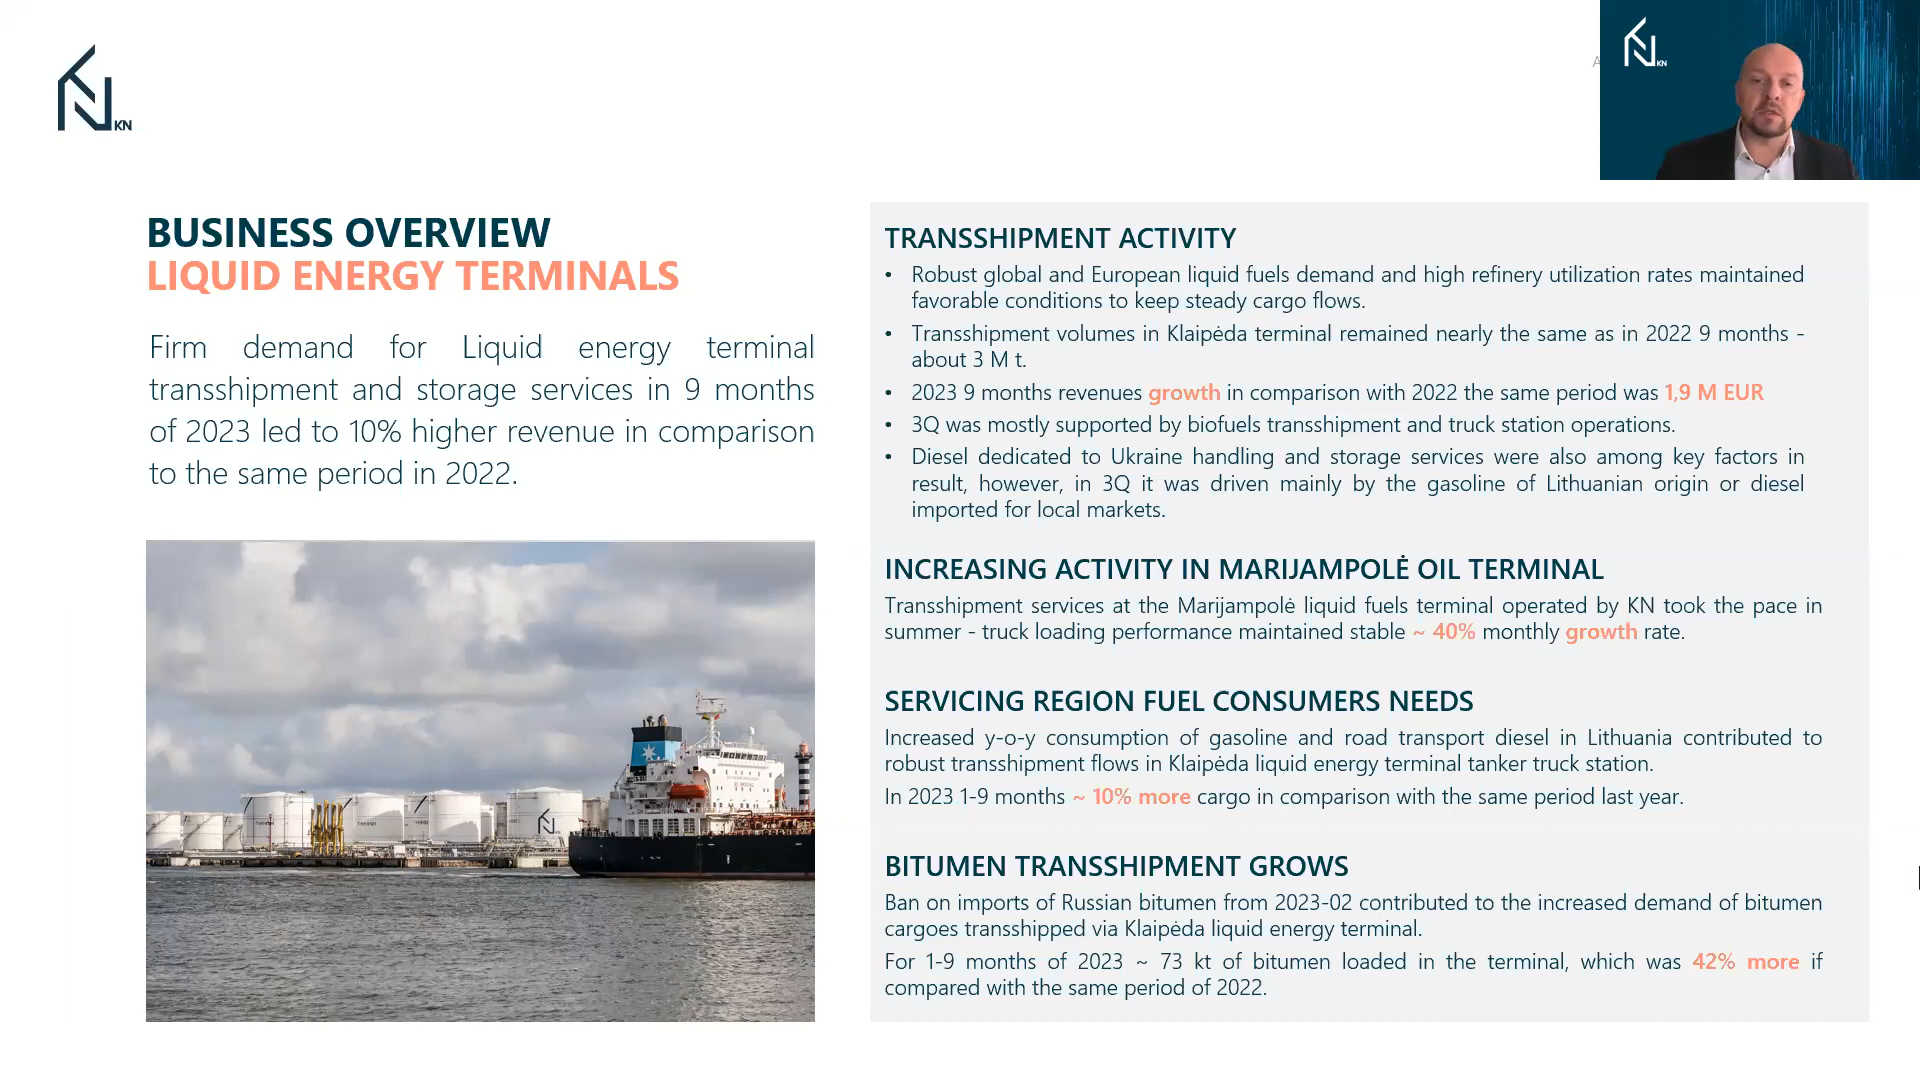 KN
A
KN
BUSINESS OVERVIEW
LIQUID ENERGY TERMINALS
Firm demand for Liquid energy terminal
transshipment and storage services in 9 months
of 2023 led to 10% higher revenue in comparison
to the same period in 2022.
TRANSSHIPMENT ACTIVITY
• Robust global and European liquid fuels demand and high refinery utilization rates maintained
favorable conditions to keep steady cargo flows.
• Transshipment volumes in Klaipėda terminal remained nearly the same as in 2022 9 months -
about 3 M t.
• 2023 9 months revenues growth in comparison with 2022 the same period was 1,9 M EUR
• 3Q was mostly supported by biofuels transshipment and truck station operations.
• Diesel dedicated to Ukraine handling and storage services were also among key factors in
result, however, in 3Q it was driven mainly by the gasoline of Lithuanian origin or diesel
imported for local markets.
INCREASING ACTIVITY IN MARIJAMPOLĖ OIL TERMINAL
Transshipment services at the Marijampolė liquid fuels terminal operated by KN took the pace in
summer - truck loading performance maintained stable ~ 40% monthly growth rate.
SERVICING REGION FUEL CONSUMERS NEEDS
Increased y-o-y consumption of gasoline and road transport diesel in Lithuania contributed to
robust transshipment flows in Klaipėda liquid energy terminal tanker truck station.
In 2023 1-9 months ~ 10% more cargo in comparison with the same period last year.
BITUMEN TRANSSHIPMENT GROWS
Ban on imports of Russian bitumen from 2023-02 contributed to the increased demand of bitumen
cargoes transshipped via Klaipėda liquid energy terminal.
For 1-9 months of 2023 ~ 73 kt of bitumen loaded in the terminal, which was 42% more if
compared with the same period of 2022.